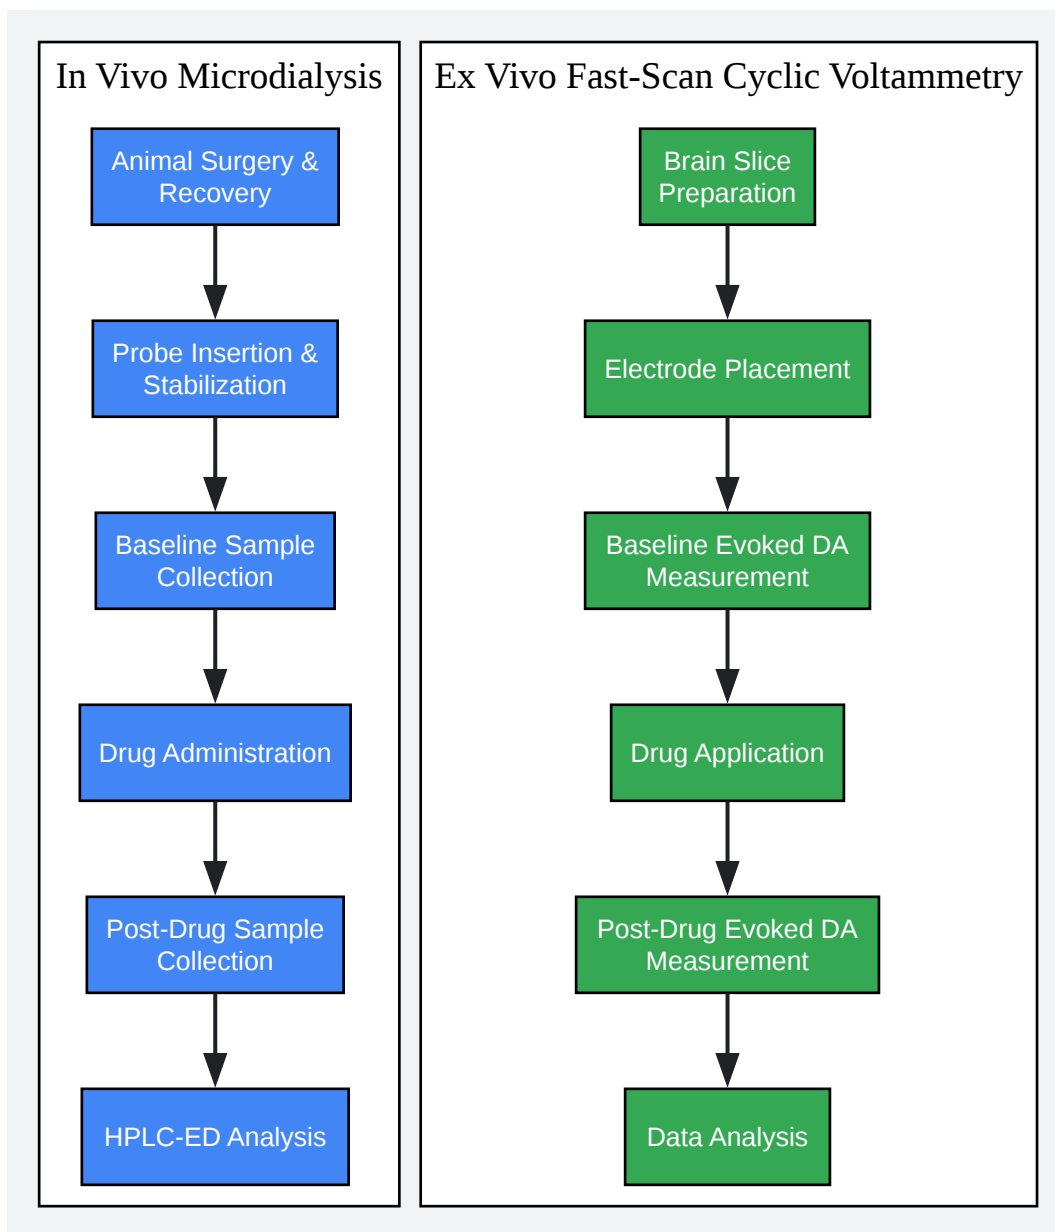 In Vivo Microdialysis
Animal Surgery &
Recovery
Probe Insertion &
Stabilization
Baseline Sample
Collection
Drug Administration
Post-Drug Sample
Collection
HPLC-ED Analysis
Ex Vivo Fast-Scan Cyclic Voltammetry
Brain Slice
Preparation
Electrode Placement
Baseline Evoked DA
Measurement
Drug Application
Post-Drug Evoked DA
Measurement
Data Analysis